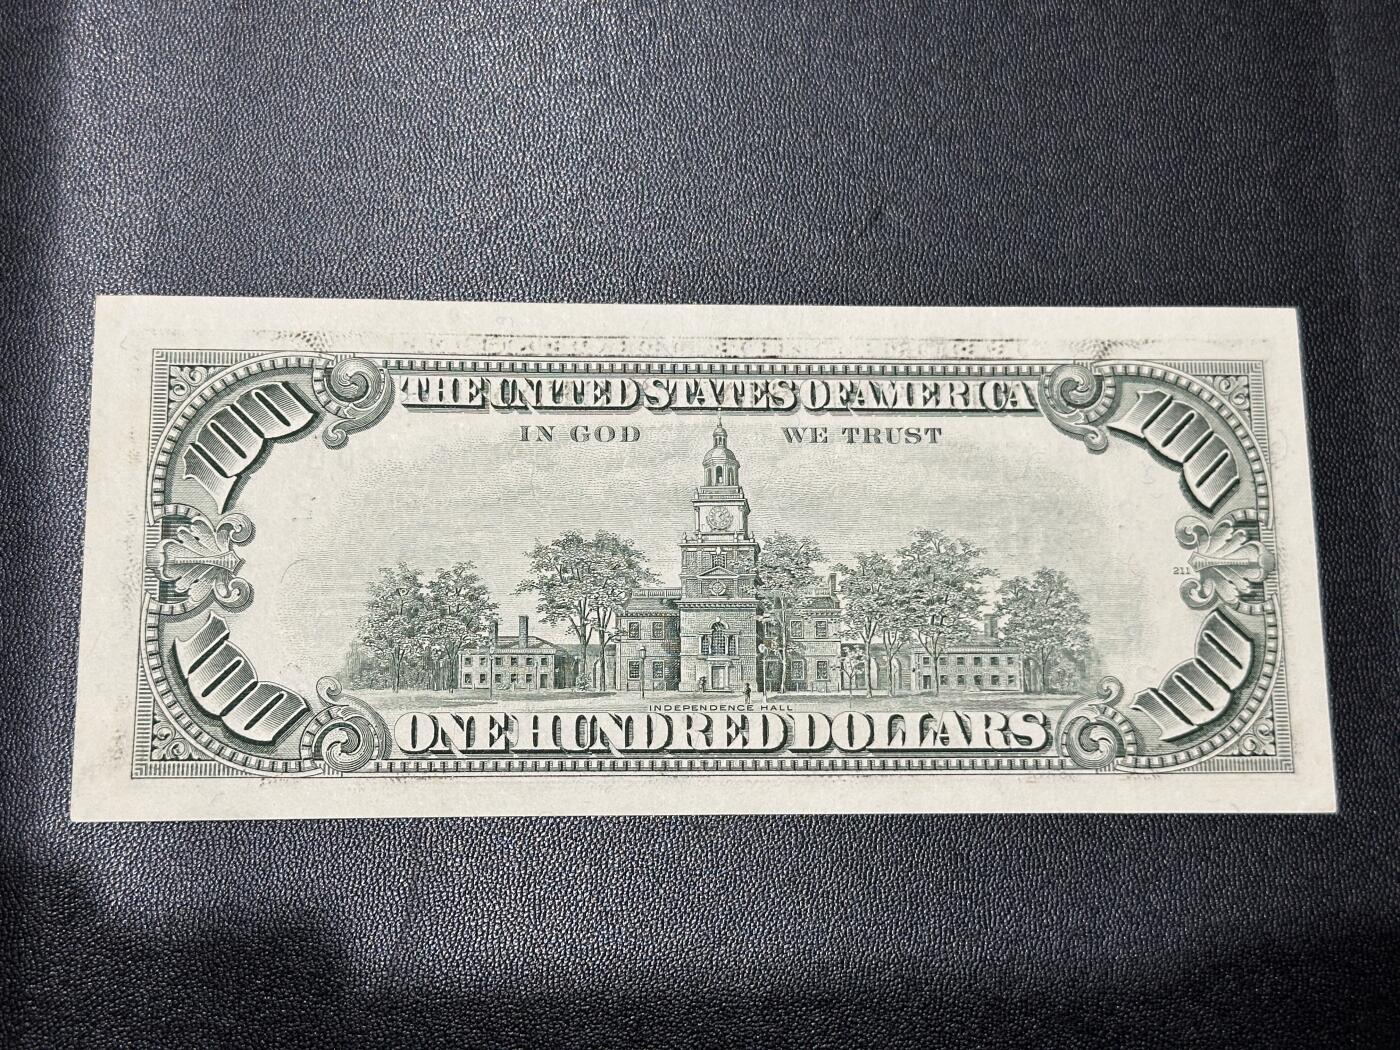 100
THE UNITED STATES OF AMERICA
100
IN GOD WE TRUST
211
INDEPENDENCE HALL
100
ONE HUNDRED DOLLARS
100